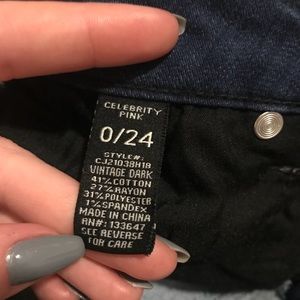 CELEBRITY
PINK
0/24
STYLE#:
CJ21038H18
VINTAGE DARK
41%COTTON
27%RAYON
31%POLYESTER
1%SPANDEX
MADE IN CHINA
RN#: 133647
SEE REVERSE
FOR CARE